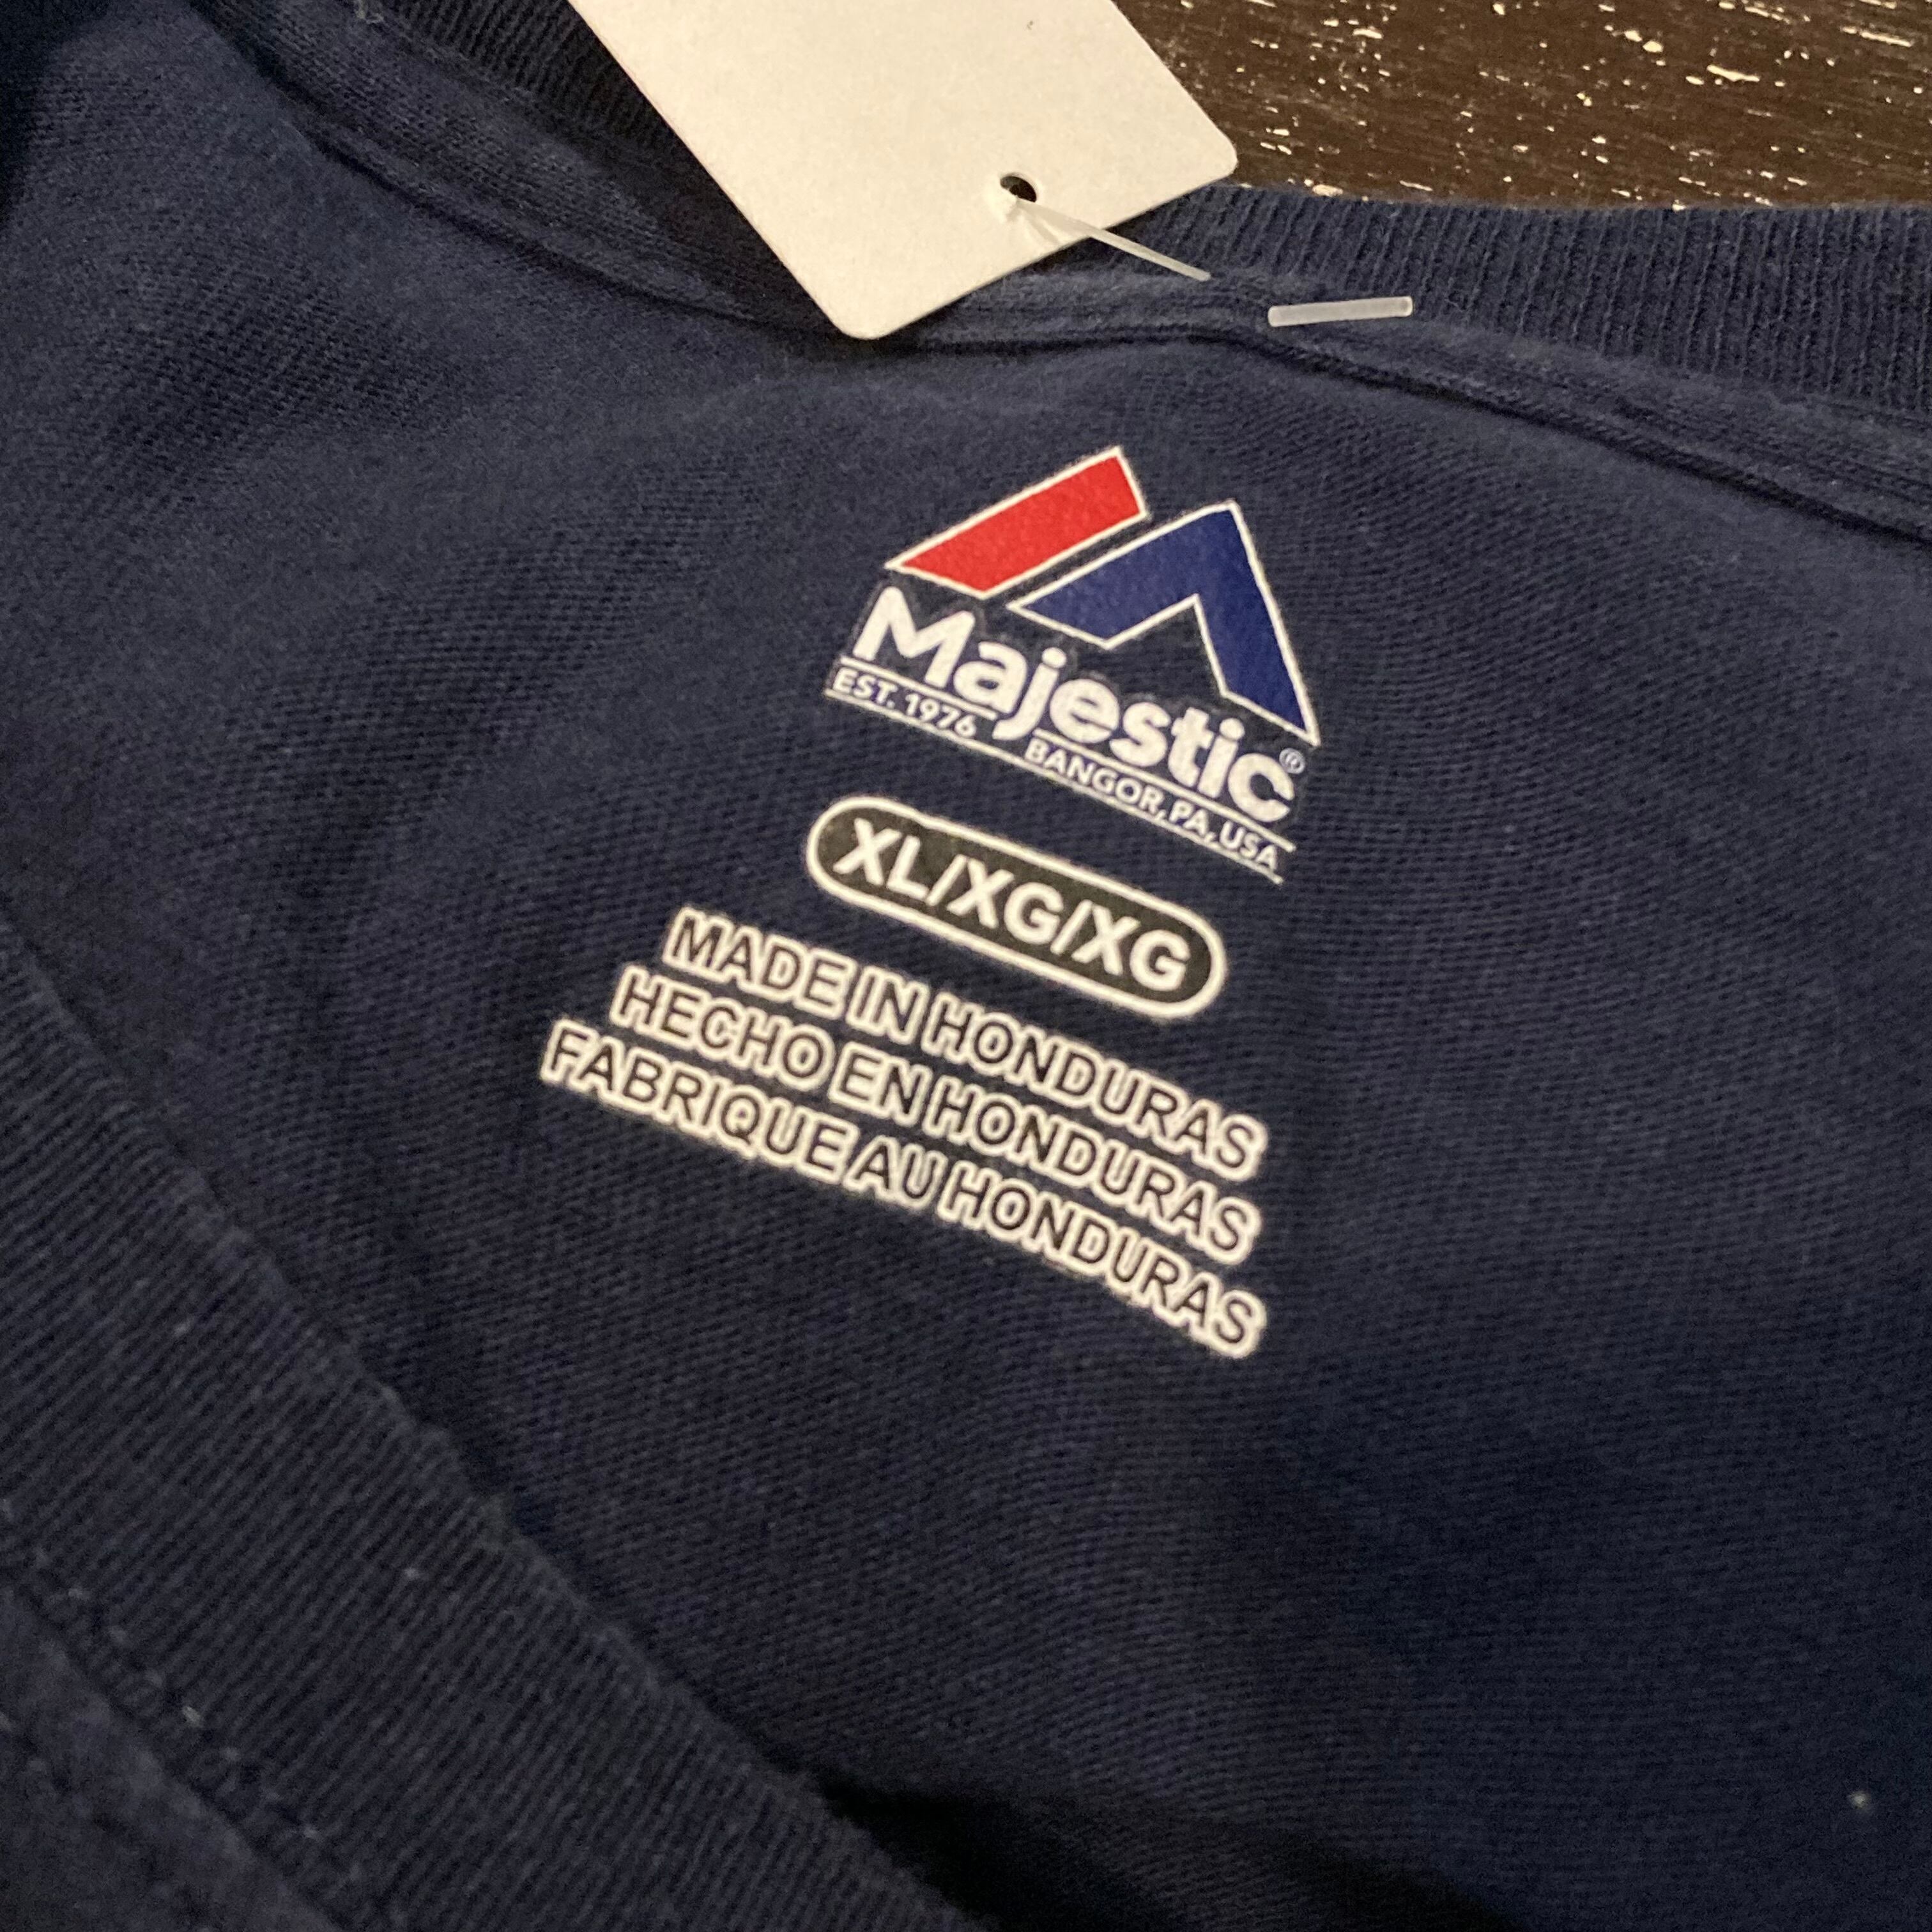 Majestic®
EST. 1976 BANGOR, PA, USA
XL/XG/XG
MADE IN HONDURAS
HECHO EN HONDURAS
FABRIQUE AU HONDURAS